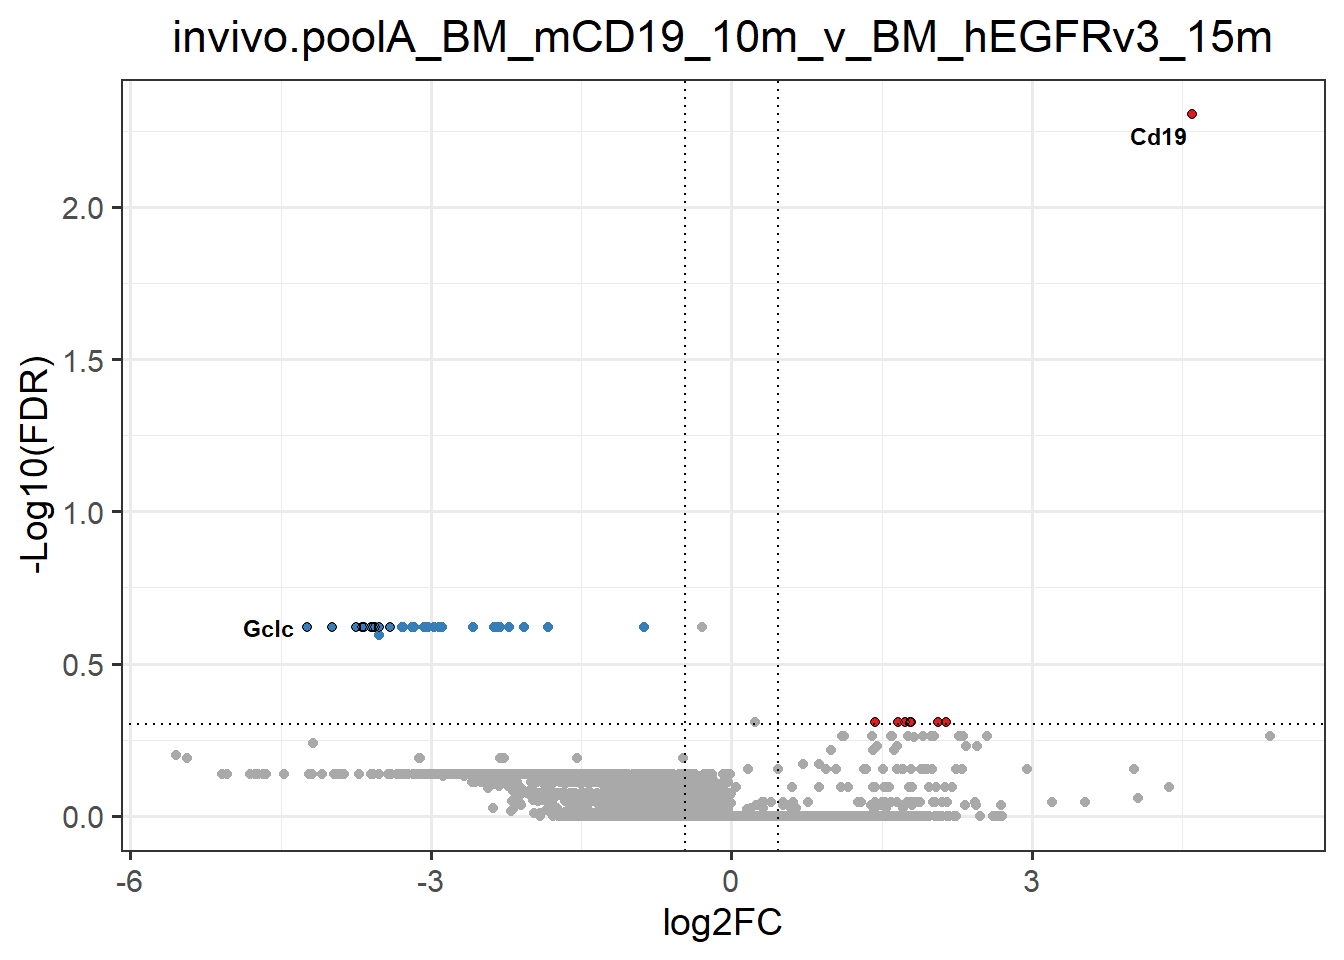 invivo.poolA_BM_mCD19_10m_v_BM_hEGFRv3_15m
Cd19
2.0
1.5
-Log10(FDR)
1.0
Gclc
0.5
0.0
-6
-3
0
3
log2FC